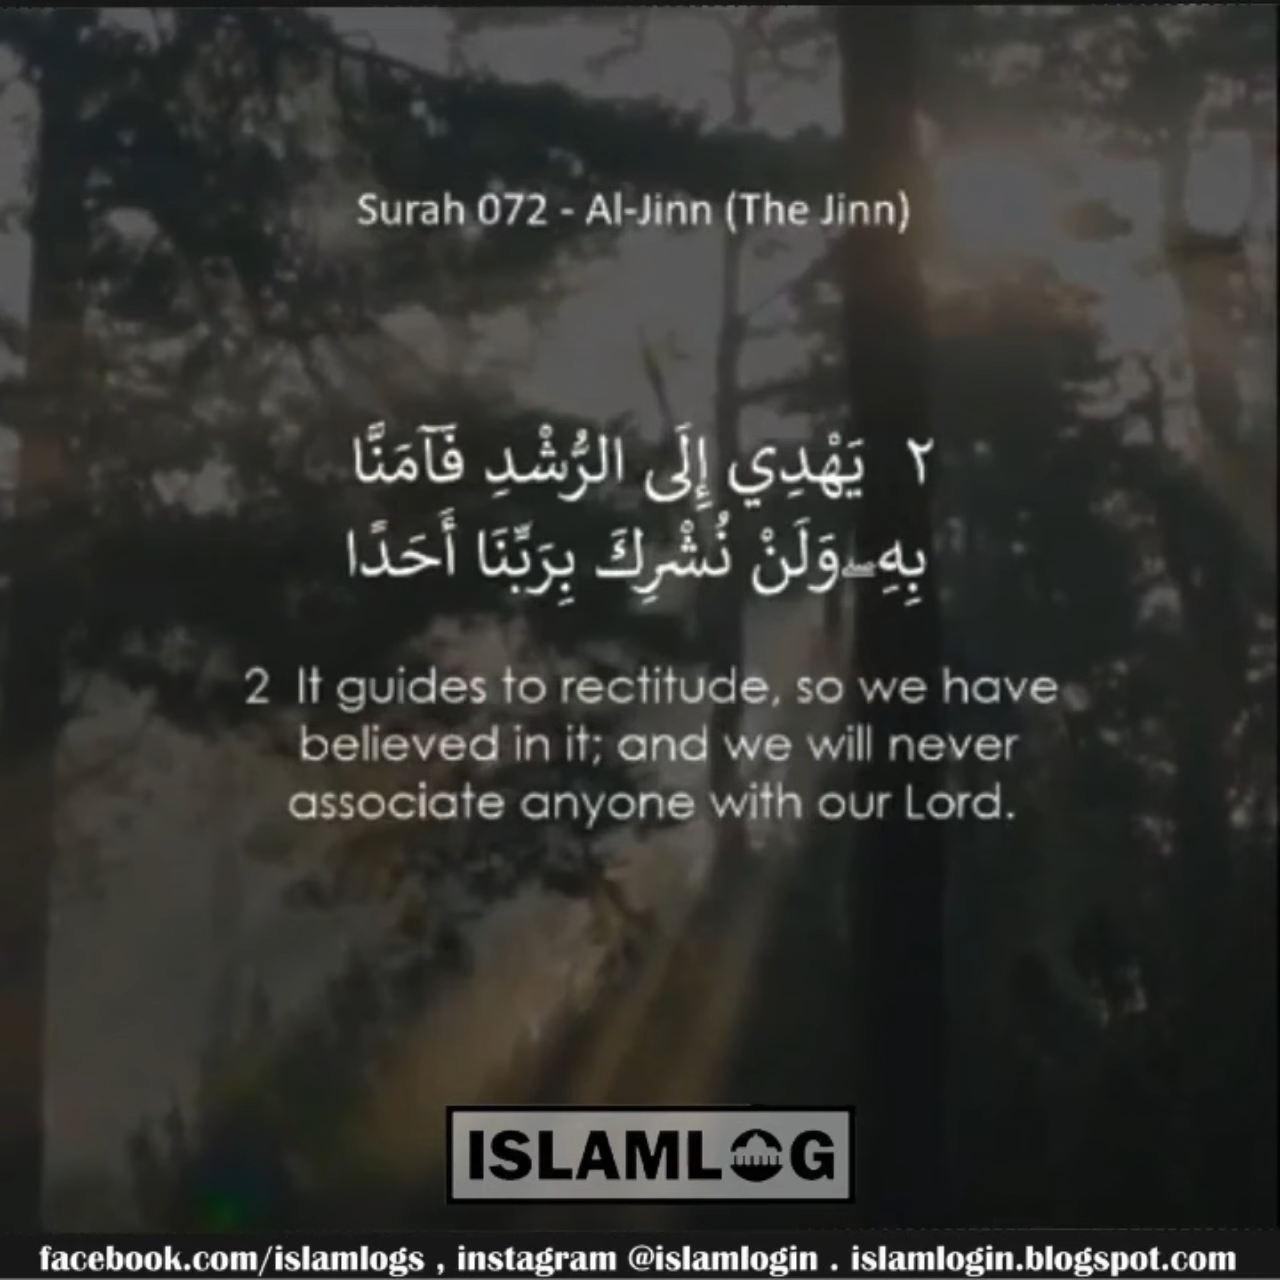 Surah 072 - Al-Jinn (The Jinn)
٢ يَهْدِي إِلَى الرُّشْدِ فَآمَنَّا
بِهِ ۖ وَلَنْ نُشْرِكَ بِرَبِّنَا أَحَدًا
2 It guides to rectitude, so we have
believed in it; and we will never
associate anyone with our Lord.
ISLAMLOG
facebook.com/islamlogs , instagram @islamlogin . islamlogin.blogspot.com